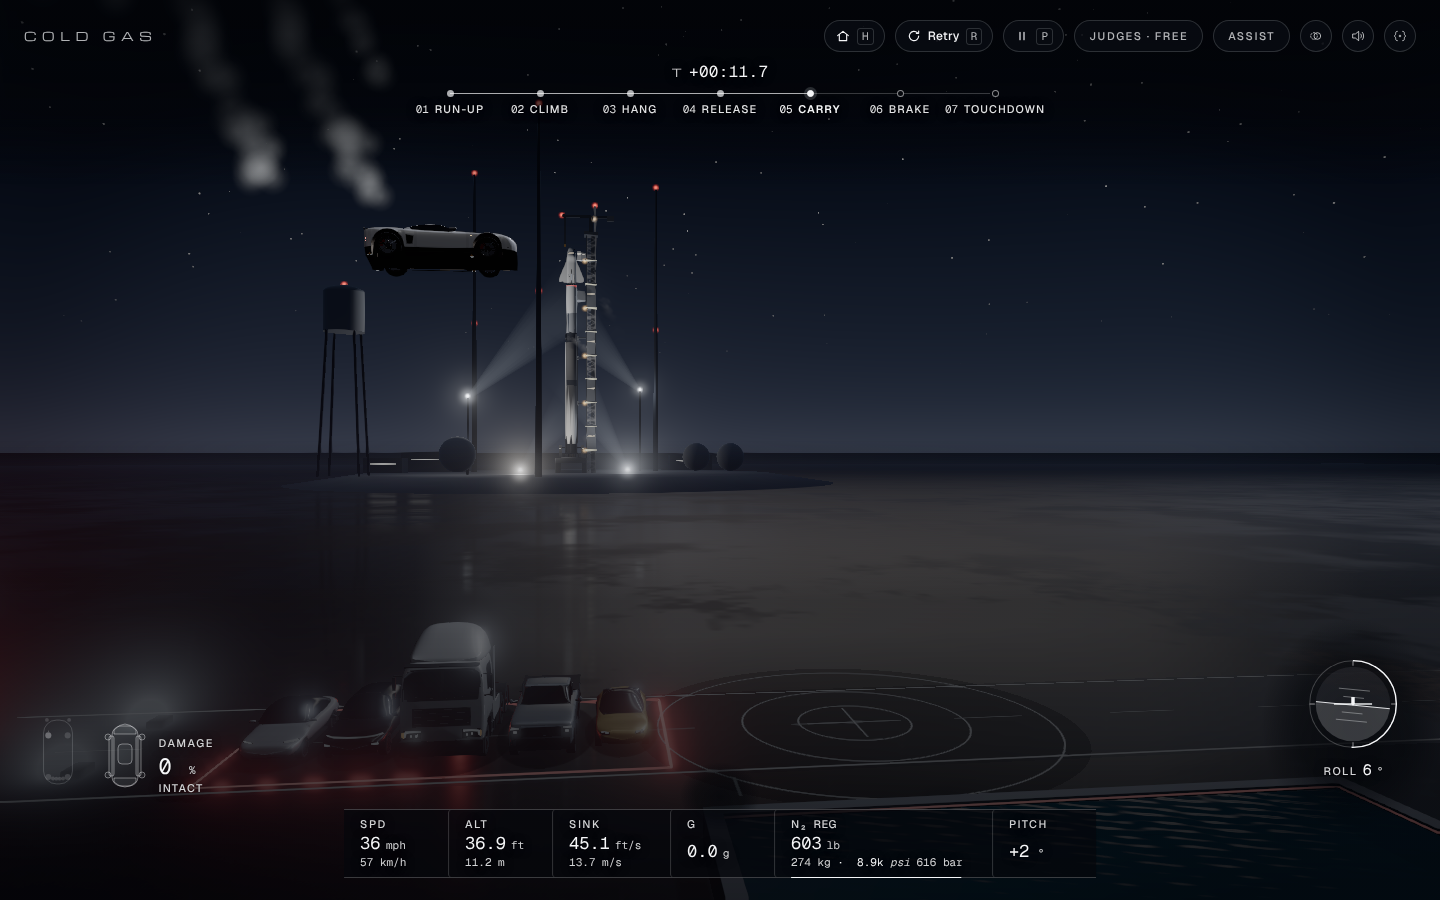 COLD GAS
H
Retry R
P
JUDGES · FREE
ASSIST
T +00:11.7
01 RUN-UP
02 CLIMB
03 HANG
04 RELEASE
05 CARRY
06 BRAKE
07 TOUCHDOWN
DAMAGE
0 %
INTACT
ROLL 6 °
SPD
36 mph
57 km/h
ALT
36.9 ft
11.2 m
SINK
45.1 ft/s
13.7 m/s
G
0.0 g
N₂ REG
603 lb
274 kg · 8.9k psi 616 bar
PITCH
+2 °